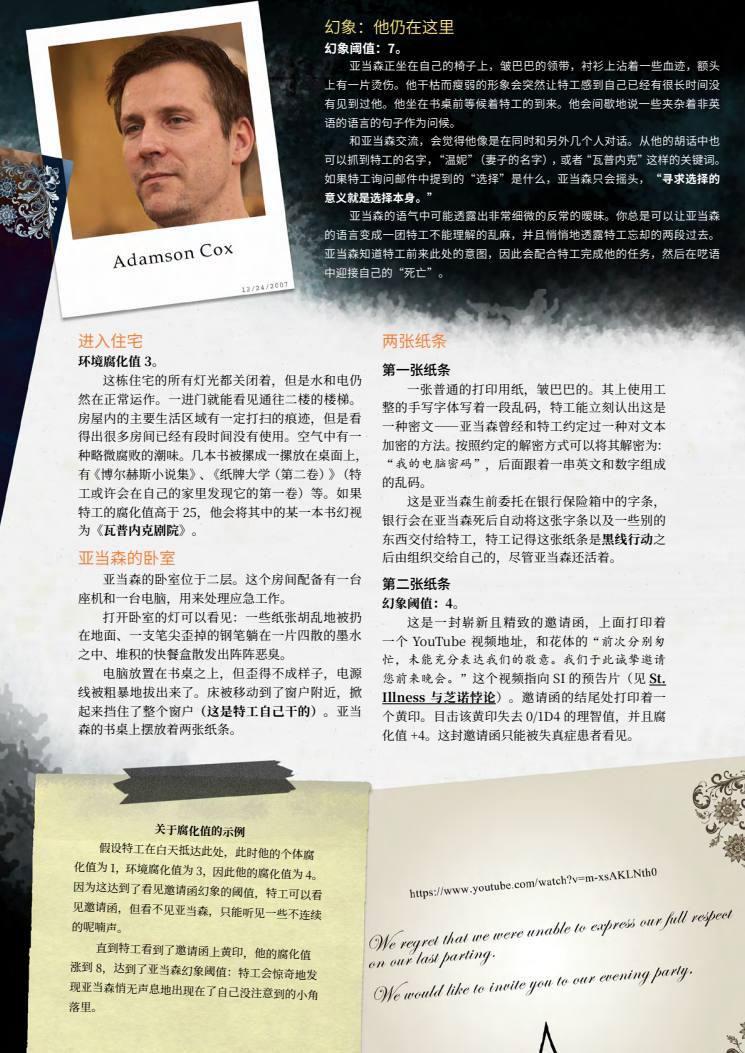 Adamson Cox
12/24/2007
幻象：他仍在这里
幻象阈值：7。
亚当森正坐在自己的椅子上，皱巴巴的领带，衬衫上沾着一些血迹，额头
上有一片烫伤。他干枯而瘦弱的形象会突然让特工感到自己已经有很长时间没
有见到过他。他坐在书桌前等候着特工的到来。他会间歇地说一些夹杂着非英
语的语言的句子作为问候。
和亚当森交流，会觉得他像是在同时和另外几个人对话。从他的胡话中也
可以抓到特工的名字，“温妮”（妻子的名字），或者“瓦普内克”这样的关键词。
如果特工询问邮件中提到的“选择”是什么，亚当森只会摇头，“寻求选择的
意义就是选择本身。”
亚当森的语气中可能透露出非常细微的反常的暧昧。你总是可以让亚当森
的语言变成一团特工不能理解的乱麻，并且悄悄地透露特工忘却的两段过去。
亚当森知道特工前来此处的意图，因此会配合特工完成他的任务，然后在呓语
中迎接自己的“死亡”。
进入住宅
环境腐化值 3。
这栋住宅的所有灯光都关闭着，但是水和电仍
然在正常运作。一进门就能看见通往二楼的楼梯。
房屋内的主要生活区域有一定打扫的痕迹，但是看
得出很多房间已经有段时间没有使用。空气中有一
种略微腐败的潮味。几本书被摞成一摞放在桌面上，
有《博尔赫斯小说集》、《纸牌大学（第二卷）》（特
工或许会在自己的家里发现它的第一卷）等。如果
特工的腐化值高于 25，他会将其中的某一本书幻视
为《瓦普内克剧院》。
亚当森的卧室
亚当森的卧室位于二层。这个房间配备有一台
座机和一台电脑，用来处理应急工作。
打开卧室的灯可以看见：一些纸张胡乱地被扔
在地面、一支笔尖歪掉的钢笔躺在一片四散的墨水
之中、堆积的快餐盒散发出阵阵恶臭。
电脑放置在书桌之上，但歪得不成样子，电源
线被粗暴地拔出来了。床被移动到了窗户附近，掀
起来挡住了整个窗户（这是特工自己干的）。亚当
森的书桌上摆放着两张纸条。
两张纸条
第一张纸条
一张普通的打印用纸，皱巴巴的。其上使用工
整的手写字体写着一段乱码，特工能立刻认出这是
一种密文——亚当森曾经和特工约定过一种对文本
加密的方法。按照约定的解密方式可以将其解密为：
“我的电脑密码”，后面跟着一串英文和数字组成
的乱码。
这是亚当森生前委托在银行保险箱中的字条，
银行会在亚当森死后自动将这张字条以及一些别的
东西交付给特工，特工记得这张纸条是黑线行动之
后由组织交给自己的，尽管亚当森还活着。
第二张纸条
幻象阈值：4。
这是一封崭新且精致的邀请函，上面打印着
一个 YouTube 视频地址，和花体的“前次分别匆
忙，未能充分表达我们的敬意。我们于此诚挚邀请
您前来晚会。”这个视频指向 SI 的预告片（见 St.
Illness 与芝诺悖论）。邀请函的结尾处打印着一
个黄印。目击该黄印失去 0/1D4 的理智值，并且腐
化值 +4。这封邀请函只能被失真症患者看见。
关于腐化值的示例
假设特工在白天抵达此处，此时他的个体腐
化值为 1，环境腐化值为 3，因此他的腐化值为 4。
因为这达到了看见邀请函幻象的阈值，特工可以看
见邀请函，但看不见亚当森，只能听见一些不连续
的呢喃声。
直到特工看到了邀请函上黄印，他的腐化值
涨到 8，达到了亚当森幻象阈值：特工会惊奇地发
现亚当森悄无声息地出现在了自己没注意到的小角
落里。
https://www.youtube.com/watch?v=m-xsAKLNth0
We regret that we were unable to express our full respect
on our last parting.
We would like to invite you to our evening party.